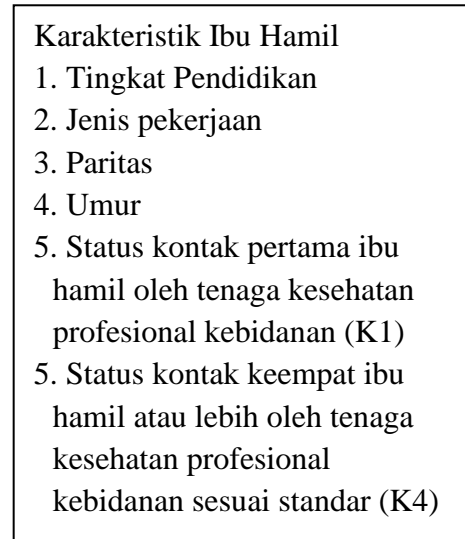 Karakteristik Ibu Hamil
1. Tingkat Pendidikan
2. Jenis pekerjaan
3. Paritas
4. Umur
5. Status kontak pertama ibu
hamil oleh tenaga kesehatan
profesional kebidanan (K1)
5. Status kontak keempat ibu
hamil atau lebih oleh tenaga
kesehatan profesional
kebidanan sesuai standar (K4)